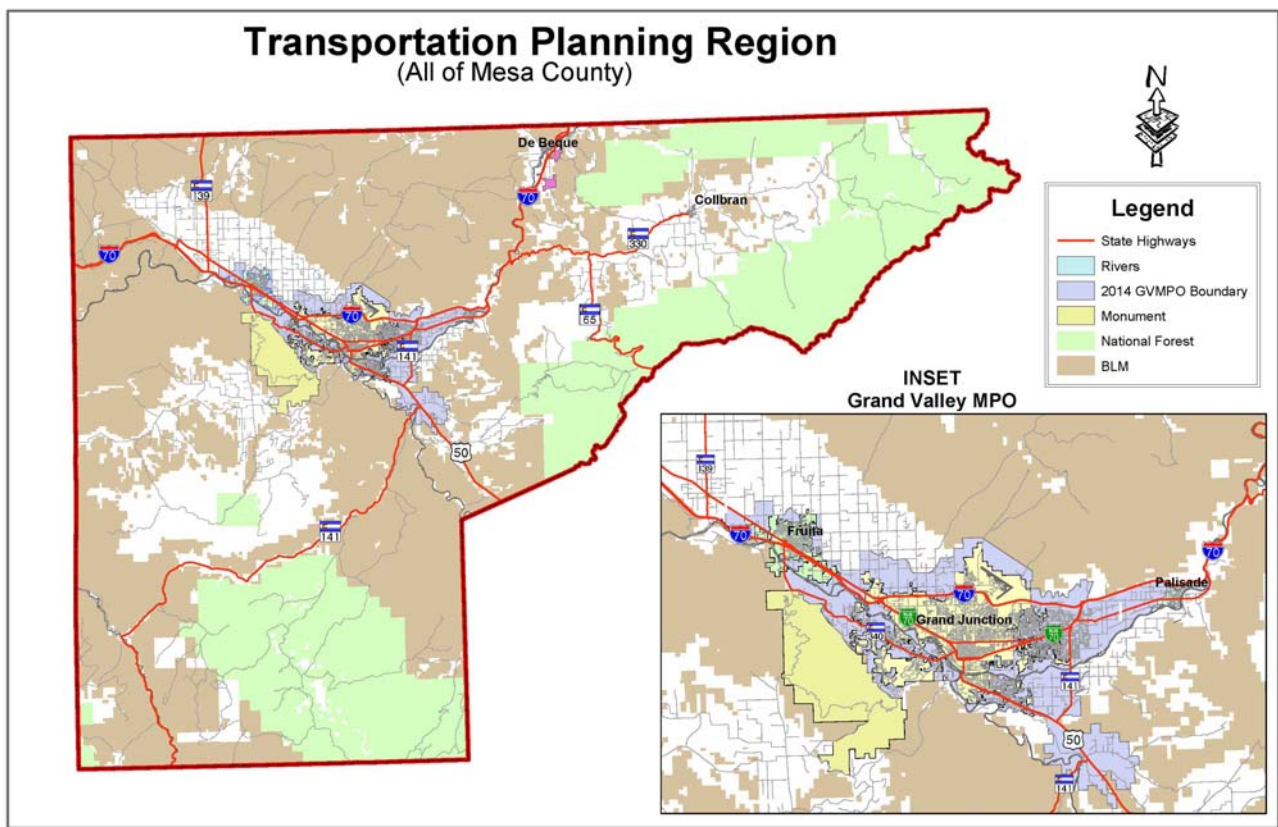 Transportation Planning Region
(All of Mesa County)
N
De Beque
139
70
Collbran
330
70
70
65
141
50
141
Legend
State Highways
Rivers
2014 GVMPO Boundary
Monument
National Forest
BLM
INSET
Grand Valley MPO
139
70
Fruita
70
70
Palisade
Grand Junction
340
141
50
141